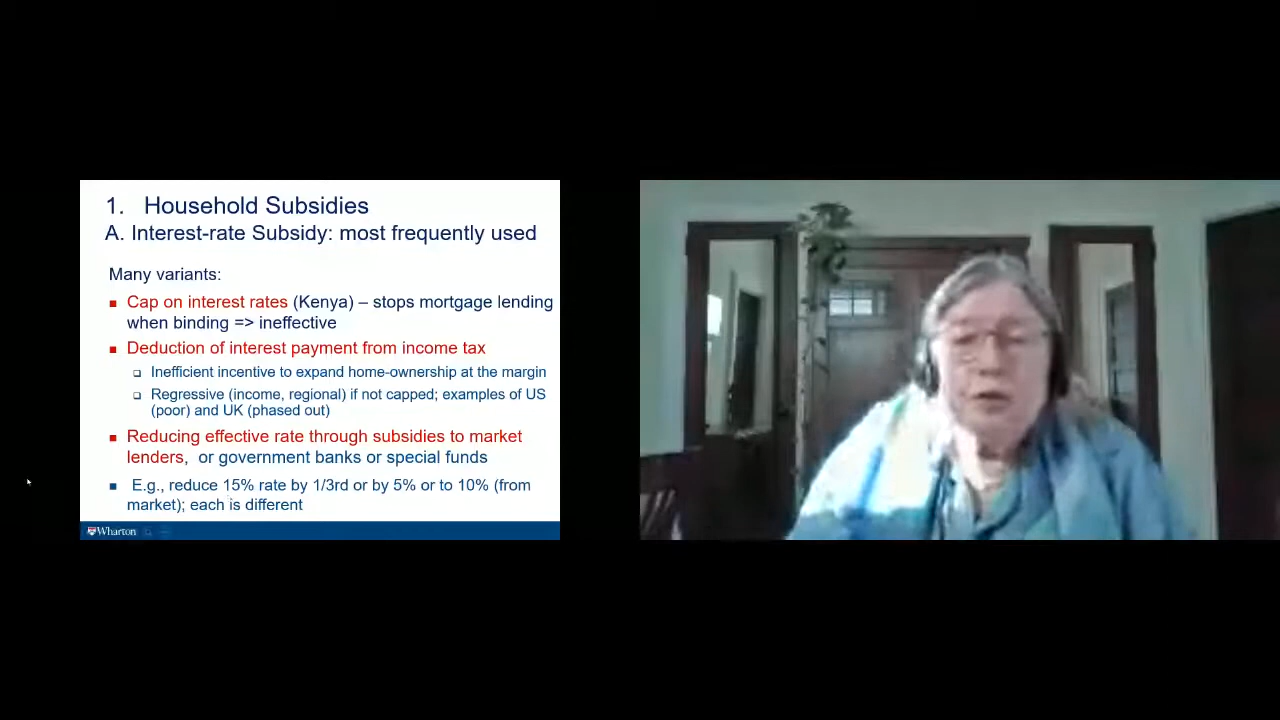 1. Household Subsidies
A. Interest-rate Subsidy: most frequently used
Many variants:
■ Cap on interest rates (Kenya) – stops mortgage lending
when binding => ineffective
■ Deduction of interest payment from income tax
❑ Inefficient incentive to expand home-ownership at the margin
❑ Regressive (income, regional) if not capped; examples of US
(poor) and UK (phased out)
■ Reducing effective rate through subsidies to market
lenders, or government banks or special funds
■ E.g., reduce 15% rate by 1/3rd or by 5% or to 10% (from
market); each is different
Wharton